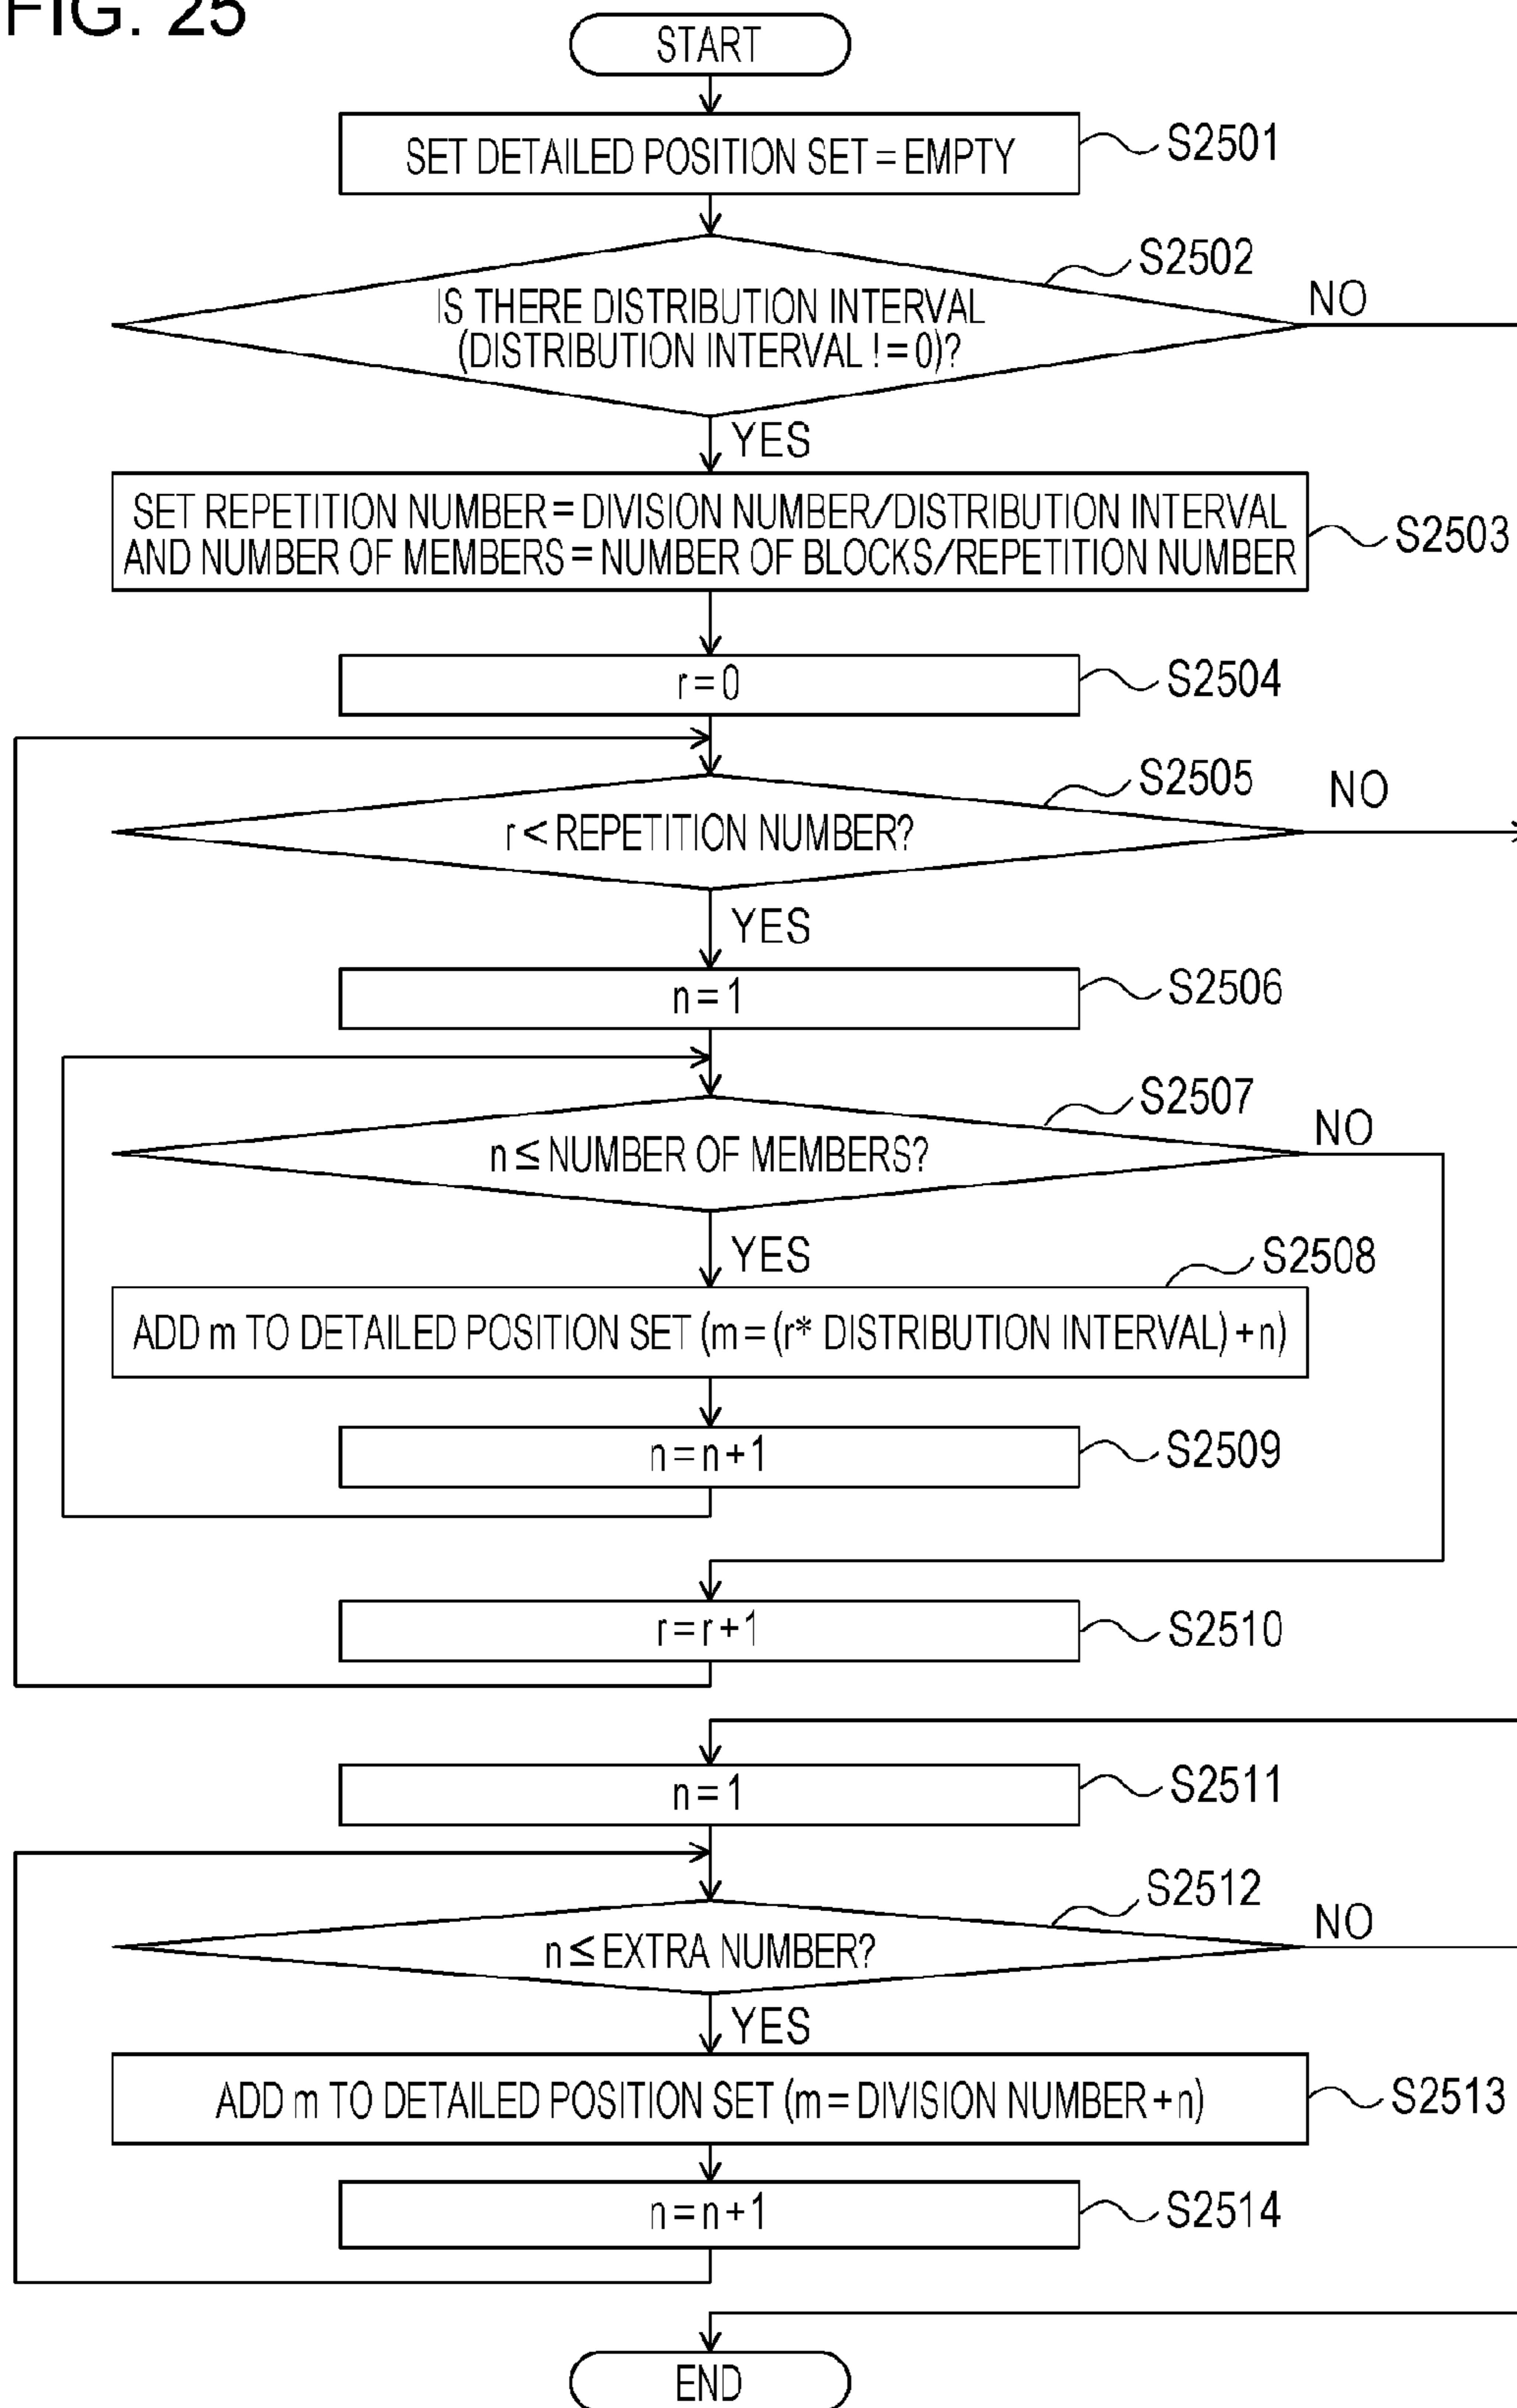 FIG. 25
START
SET DETAILED POSITION SET = EMPTY
S2501
S2502
IS THERE DISTRIBUTION INTERVAL
(DISTRIBUTION INTERVAL != 0)?
NO
YES
SET REPETITION NUMBER = DIVISION NUMBER/DISTRIBUTION INTERVAL
AND NUMBER OF MEMBERS = NUMBER OF BLOCKS/REPETITION NUMBER
S2503
r = 0
S2504
S2505
r < REPETITION NUMBER?
NO
YES
n = 1
S2506
S2507
n ≤ NUMBER OF MEMBERS?
NO
YES
S2508
ADD m TO DETAILED POSITION SET (m = (r* DISTRIBUTION INTERVAL) + n)
n = n + 1
S2509
r = r + 1
S2510
n = 1
S2511
S2512
n ≤ EXTRA NUMBER?
NO
YES
ADD m TO DETAILED POSITION SET (m = DIVISION NUMBER + n)
S2513
n = n + 1
S2514
END